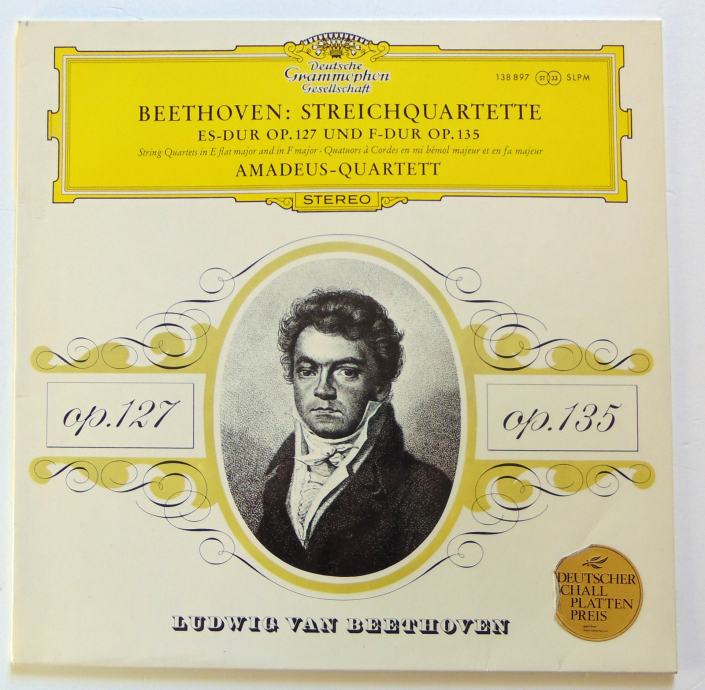 Deutsche
Grammophon
Gesellschaft
138 897 ST 33 SLPM
BEETHOVEN: STREICHQUARTETTE
ES-DUR OP. 127 UND F-DUR OP. 135
String Quartets in E flat major and in F major · Quatuors à Cordes en mi bémol majeur et en fa majeur
AMADEUS-QUARTETT
STEREO
op. 127
op. 135
LUDWIG VAN BEETHOVEN
DEUTSCHER
CHALL
PLATTEN
PREIS